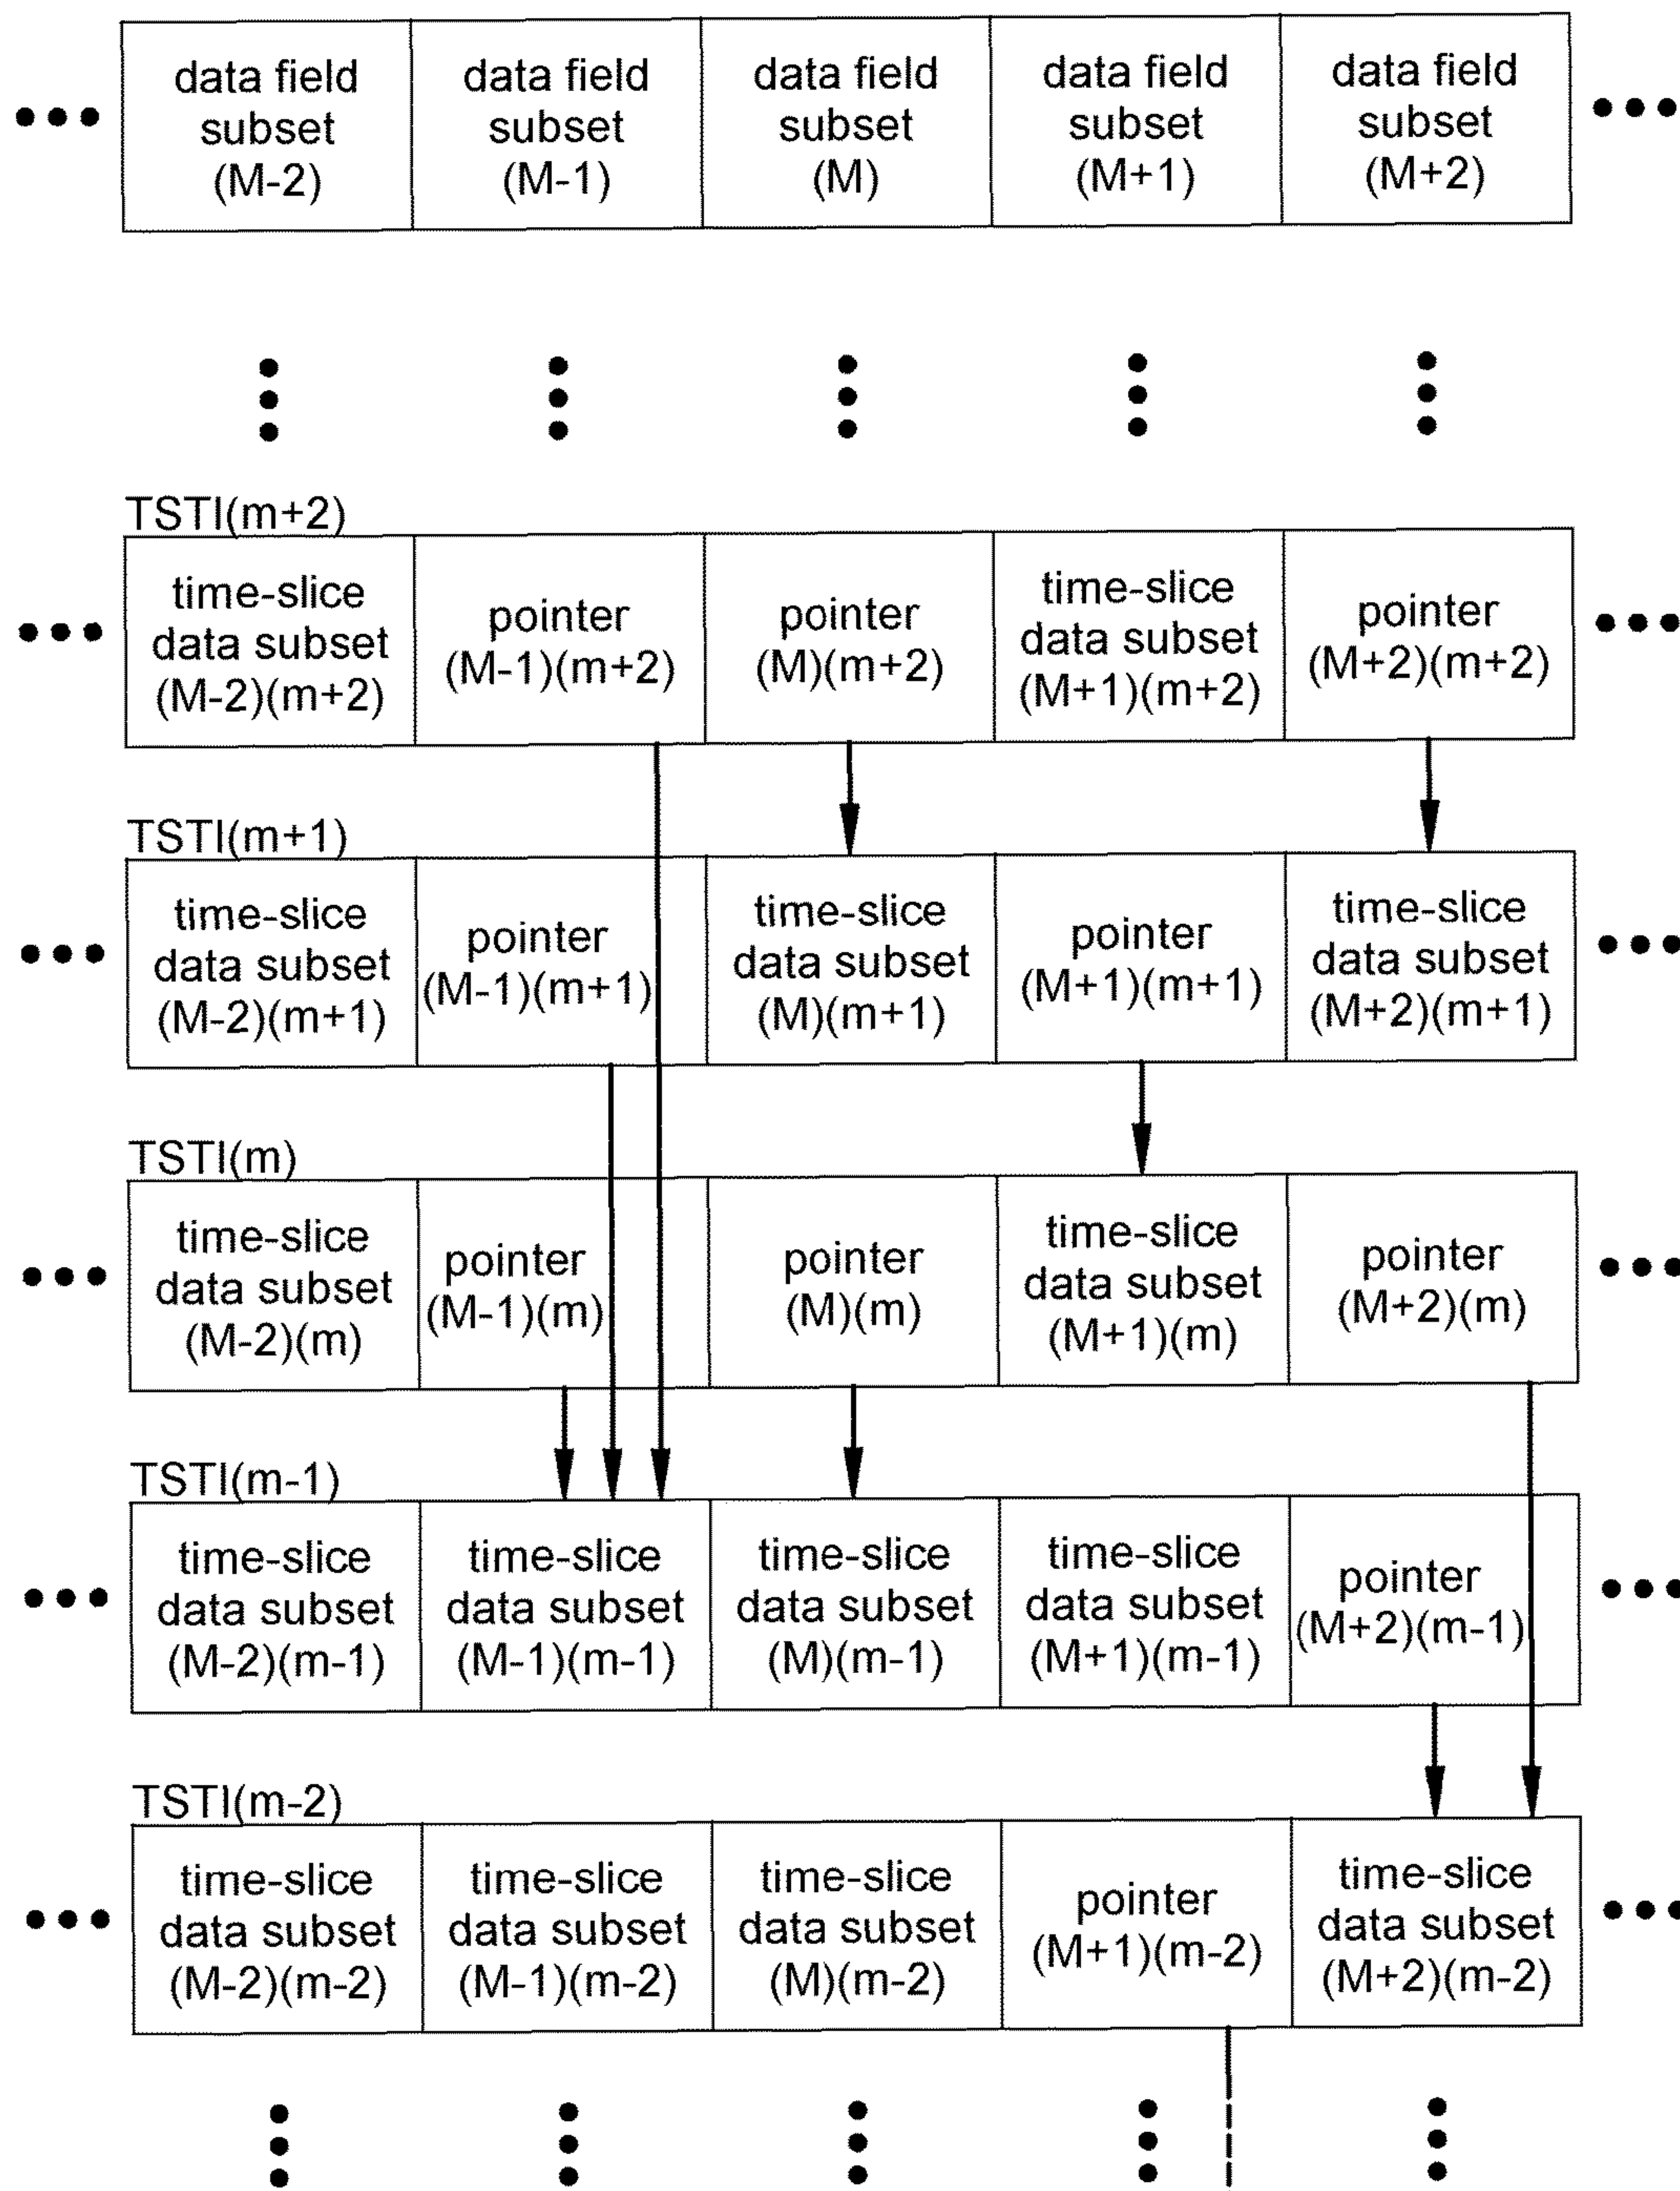 data field
subset
(M-2)
data field
subset
(M-1)
data field
subset
(M)
data field
subset
(M+1)
data field
subset
(M+2)
TSTI(m+2)
time-slice
data subset
(M-2)(m+2)
pointer
(M-1)(m+2)
pointer
(M)(m+2)
time-slice
data subset
(M+1)(m+2)
pointer
(M+2)(m+2)
TSTI(m+1)
time-slice
data subset
(M-2)(m+1)
pointer
(M-1)(m+1)
time-slice
data subset
(M)(m+1)
pointer
(M+1)(m+1)
time-slice
data subset
(M+2)(m+1)
TSTI(m)
time-slice
data subset
(M-2)(m)
pointer
(M-1)(m)
pointer
(M)(m)
time-slice
data subset
(M+1)(m)
pointer
(M+2)(m)
TSTI(m-1)
time-slice
data subset
(M-2)(m-1)
time-slice
data subset
(M-1)(m-1)
time-slice
data subset
(M)(m-1)
time-slice
data subset
(M+1)(m-1)
pointer
(M+2)(m-1)
TSTI(m-2)
time-slice
data subset
(M-2)(m-2)
time-slice
data subset
(M-1)(m-2)
time-slice
data subset
(M)(m-2)
pointer
(M+1)(m-2)
time-slice
data subset
(M+2)(m-2)